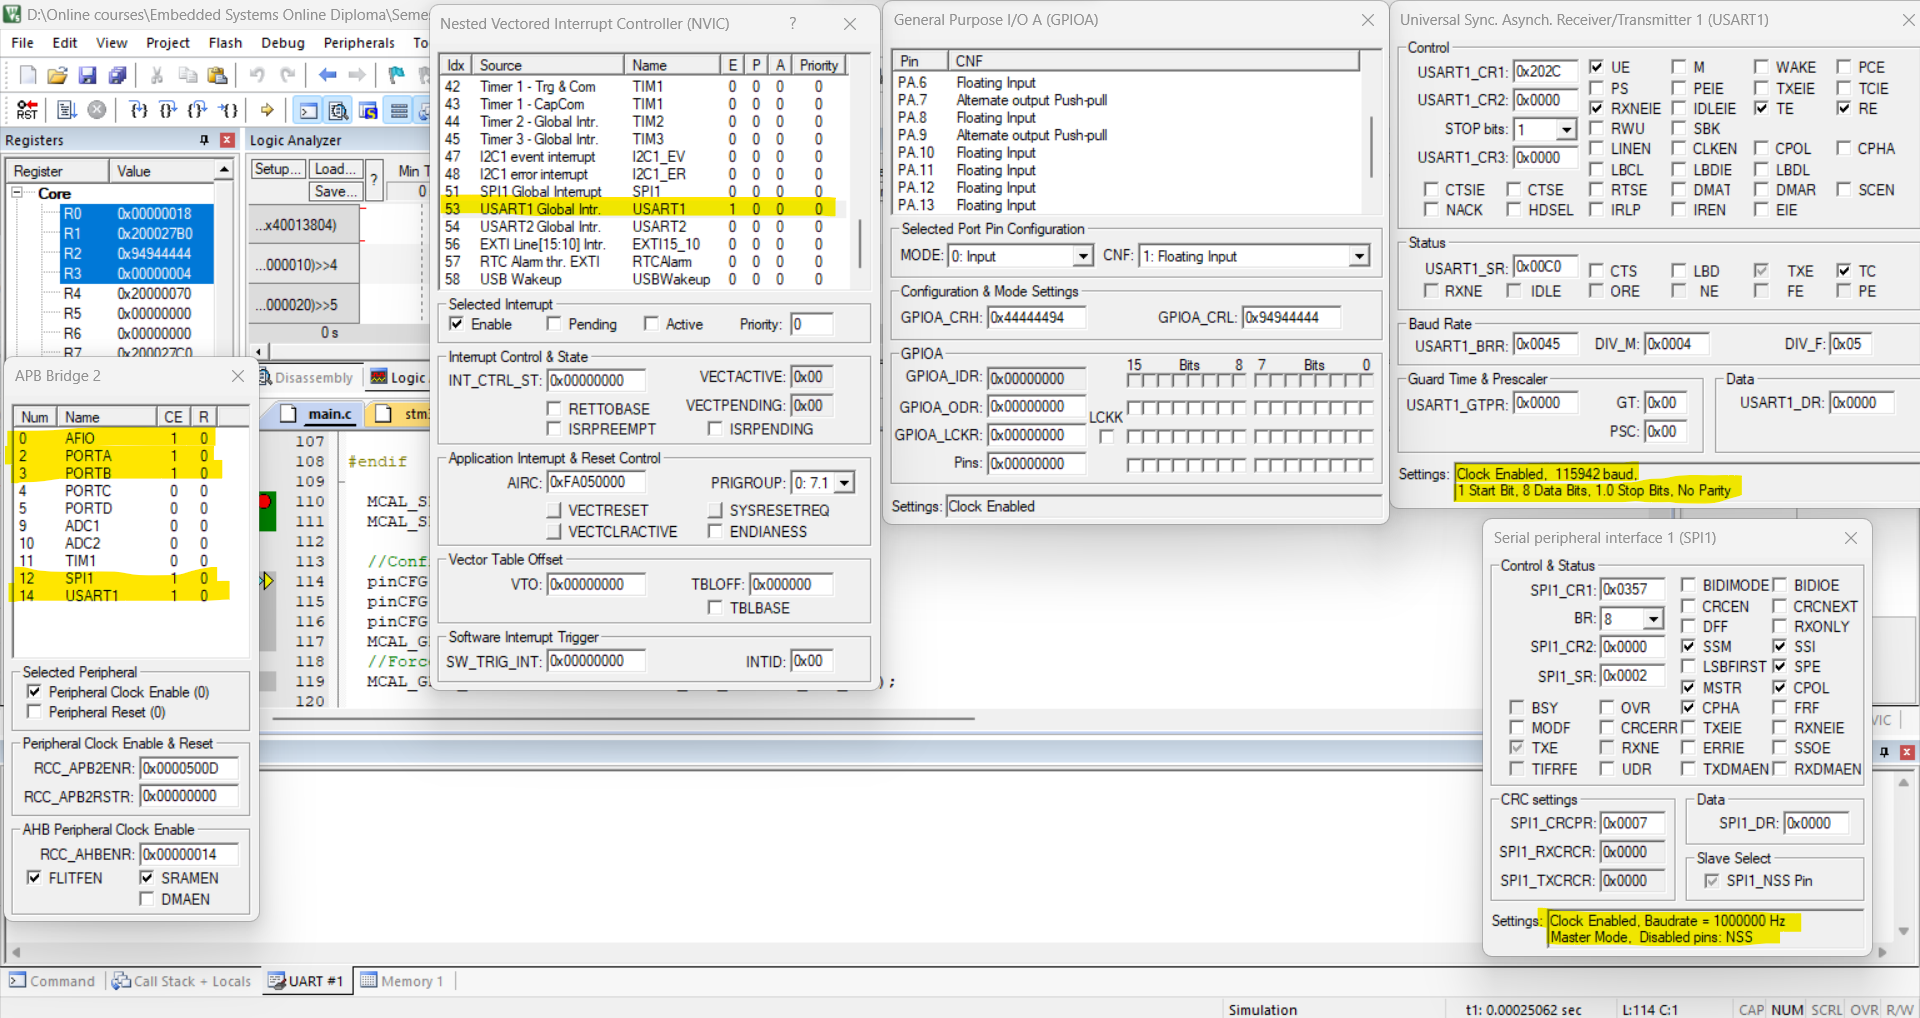 D:\Online courses\Embedded Systems Online Diploma\Seme
File Edit View Project Flash Debug Peripherals To
RST
Registers
Register Value
Core
R0 0x00000018
R1 0x200027B0
R2 0x94944444
R3 0x00000004
R4 0x20000070
R5 0x00000000
R6 0x00000000
R7 0x200027C0
Logic Analyzer
Setup... Load... Min T
Save... ? 0
...x40013804)
...000010)>>4
...000020)>>5
0 s
Disassembly Logic
main.c stm
107
108 #endif
109
110 MCAL_S
111 MCAL_S
112
113 //Conf
114 pinCFG
115 pinCFG
116 pinCFG
117 MCAL_G
118 //Forc
119 MCAL_G );
120
APB Bridge 2
Num Name CE R
0 AFIO 1 0
2 PORTA 1 0
3 PORTB 1 0
4 PORTC 0 0
5 PORTD 0 0
9 ADC1 0 0
10 ADC2 0 0
11 TIM1 0 0
12 SPI1 1 0
14 USART1 1 0
Selected Peripheral
Peripheral Clock Enable (0)
Peripheral Reset (0)
Peripheral Clock Enable & Reset
RCC_APB2ENR: 0x0000500D
RCC_APB2RSTR: 0x00000000
AHB Peripheral Clock Enable
RCC_AHBENR: 0x00000014
FLITFEN SRAMEN
DMAEN
Nested Vectored Interrupt Controller (NVIC) ?
Idx Source Name E P A Priority
42 Timer 1 - Trg & Com TIM1 0 0 0 0
43 Timer 1 - CapCom TIM1 0 0 0 0
44 Timer 2 - Global Intr. TIM2 0 0 0 0
45 Timer 3 - Global Intr. TIM3 0 0 0 0
47 I2C1 event interrupt I2C1_EV 0 0 0 0
48 I2C1 error interrupt I2C1_ER 0 0 0 0
51 SPI1 Global Interrupt SPI1 0 0 0 0
53 USART1 Global Intr. USART1 1 0 0 0
54 USART2 Global Intr. USART2 0 0 0 0
56 EXTI Line[15:10] Intr. EXTI15_10 0 0 0 0
57 RTC Alarm thr. EXTI RTCAlarm 0 0 0 0
58 USB Wakeup USBWakeup 0 0 0 0
Selected Interrupt
Enable Pending Active Priority: 0
Interrupt Control & State
INT_CTRL_ST: 0x00000000 VECTACTIVE: 0x00
RETTOBASE VECTPENDING: 0x00
ISRPREEMPT ISRPENDING
Application Interrupt & Reset Control
AIRC: 0xFA050000 PRIGROUP: 0: 7.1
VECTRESET SYSRESETREQ
VECTCLRACTIVE ENDIANESS
Vector Table Offset
VTO: 0x00000000 TBLOFF: 0x000000
TBLBASE
Software Interrupt Trigger
SW_TRIG_INT: 0x00000000 INTID: 0x00
General Purpose I/O A (GPIOA)
Pin CNF
PA.6 Floating Input
PA.7 Alternate output Push-pull
PA.8 Floating Input
PA.9 Alternate output Push-pull
PA.10 Floating Input
PA.11 Floating Input
PA.12 Floating Input
PA.13 Floating Input
Selected Port Pin Configuration
MODE: 0: Input CNF: 1: Floating Input
Configuration & Mode Settings
GPIOA_CRH: 0x44444494 GPIOA_CRL: 0x94944444
GPIOA
15 Bits 8 7 Bits 0
GPIOA_IDR: 0x00000000
GPIOA_ODR: 0x00000000
LCKK
GPIOA_LCKR: 0x00000000
Pins: 0x00000000
Settings: Clock Enabled
Universal Sync. Asynch. Receiver/Transmitter 1 (USART1)
Control
USART1_CR1: 0x202C UE M WAKE PCE
PS PEIE TXEIE TCIE
USART1_CR2: 0x0000 RXNEIE IDLEIE TE RE
STOP bits: 1 RWU SBK
USART1_CR3: 0x0000 LINEN CLKEN CPOL CPHA
LBCL LBDIE LBDL
CTSIE CTSE RTSE DMAT DMAR SCEN
NACK HDSEL IRLP IREN EIE
Status
USART1_SR: 0x00C0 CTS LBD TXE TC
RXNE IDLE ORE NE FE PE
Baud Rate
USART1_BRR: 0x0045 DIV_M: 0x0004 DIV_F: 0x05
Guard Time & Prescaler
USART1_GTPR: 0x0000 GT: 0x00
PSC: 0x00
Data
USART1_DR: 0x0000
Settings: Clock Enabled, 115942 baud,
1 Start Bit, 8 Data Bits, 1.0 Stop Bits, No Parity
Serial peripheral interface 1 (SPI1)
Control & Status
SPI1_CR1: 0x0357 BIDIMODE BIDIOE
BR: 8 CRCEN CRCNEXT
DFF RXONLY
SPI1_CR2: 0x0000 SSM SSI
SPI1_SR: 0x0002 LSBFIRST SPE
MSTR CPOL
BSY OVR CPHA FRF
MODF CRCERR TXEIE RXNEIE
TXE RXNE ERRIE SSOE
TIFRFE UDR TXDMAEN RXDMAEN
CRC settings
SPI1_CRCPR: 0x0007
SPI1_RXCRCR: 0x0000
SPI1_TXCRCR: 0x0000
Data
SPI1_DR: 0x0000
Slave Select
SPI1_NSS Pin
Settings: Clock Enabled, Baudrate = 1000000 Hz
Master Mode, Disabled pins: NSS
VIC
Command Call Stack + Locals UART #1 Memory 1
Simulation t1: 0.00025062 sec L:114 C:1 CAP NUM SCRL OVR R/W